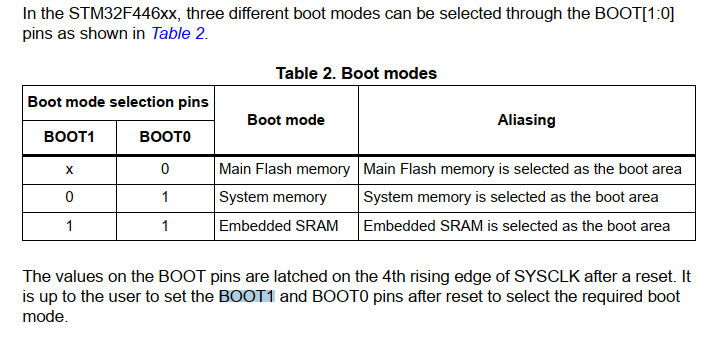 In the STM32F446xx, three different boot modes can be selected through the BOOT[1:0]
pins as shown in Table 2.
Table 2. Boot modes
Boot mode selection pins
Boot mode
Aliasing
BOOT1
BOOT0
x
0
Main Flash memory
Main Flash memory is selected as the boot area
0
1
System memory
System memory is selected as the boot area
1
1
Embedded SRAM
Embedded SRAM is selected as the boot area
The values on the BOOT pins are latched on the 4th rising edge of SYSCLK after a reset. It
is up to the user to set the BOOT1 and BOOT0 pins after reset to select the required boot
mode.